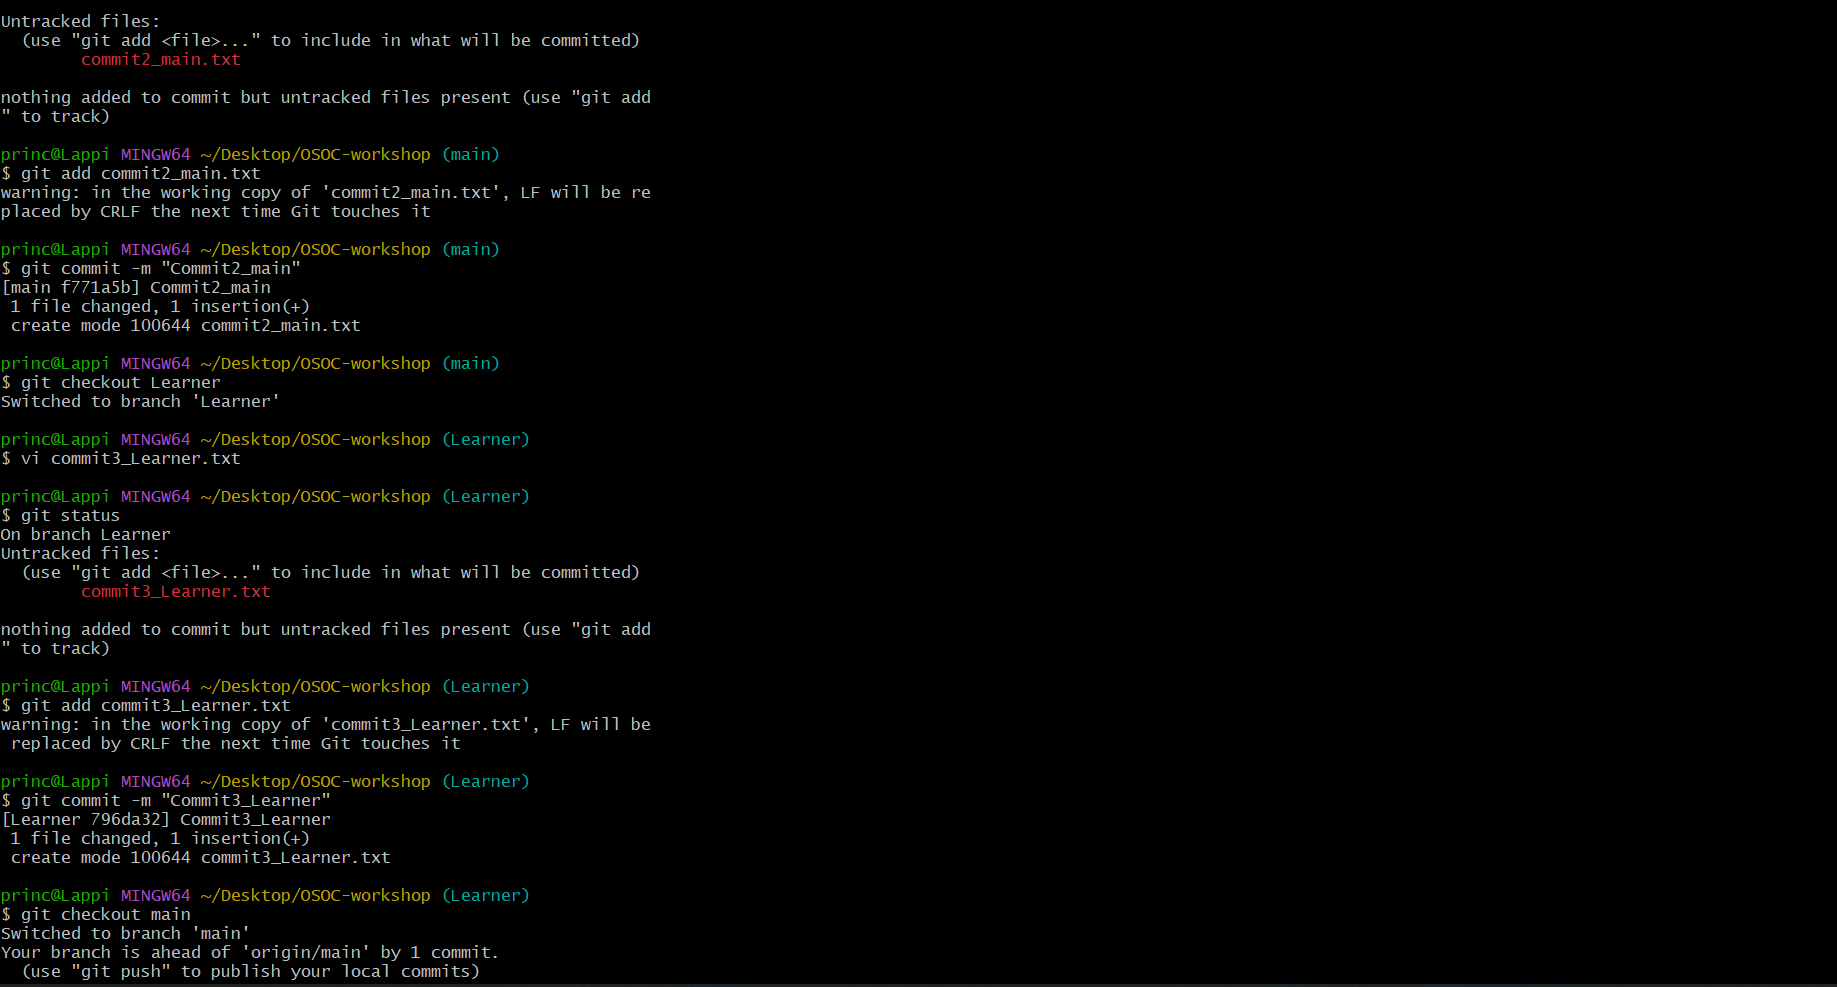 Untracked files:
  (use "git add <file>..." to include in what will be committed)
        commit2_main.txt
nothing added to commit but untracked files present (use "git add
" to track)
princ@Lappi MINGW64 ~/Desktop/OSOC-workshop (main)
$ git add commit2_main.txt
warning: in the working copy of 'commit2_main.txt', LF will be re
placed by CRLF the next time Git touches it
princ@Lappi MINGW64 ~/Desktop/OSOC-workshop (main)
$ git commit -m "Commit2_main"
[main f771a5b] Commit2_main
 1 file changed, 1 insertion(+)
 create mode 100644 commit2_main.txt
princ@Lappi MINGW64 ~/Desktop/OSOC-workshop (main)
$ git checkout Learner
Switched to branch 'Learner'
princ@Lappi MINGW64 ~/Desktop/OSOC-workshop (Learner)
$ vi commit3_Learner.txt
princ@Lappi MINGW64 ~/Desktop/OSOC-workshop (Learner)
$ git status
On branch Learner
Untracked files:
  (use "git add <file>..." to include in what will be committed)
        commit3_Learner.txt
nothing added to commit but untracked files present (use "git add
" to track)
princ@Lappi MINGW64 ~/Desktop/OSOC-workshop (Learner)
$ git add commit3_Learner.txt
warning: in the working copy of 'commit3_Learner.txt', LF will be
 replaced by CRLF the next time Git touches it
princ@Lappi MINGW64 ~/Desktop/OSOC-workshop (Learner)
$ git commit -m "Commit3_Learner"
[Learner 796da32] Commit3_Learner
 1 file changed, 1 insertion(+)
 create mode 100644 commit3_Learner.txt
princ@Lappi MINGW64 ~/Desktop/OSOC-workshop (Learner)
$ git checkout main
Switched to branch 'main'
Your branch is ahead of 'origin/main' by 1 commit.
  (use "git push" to publish your local commits)